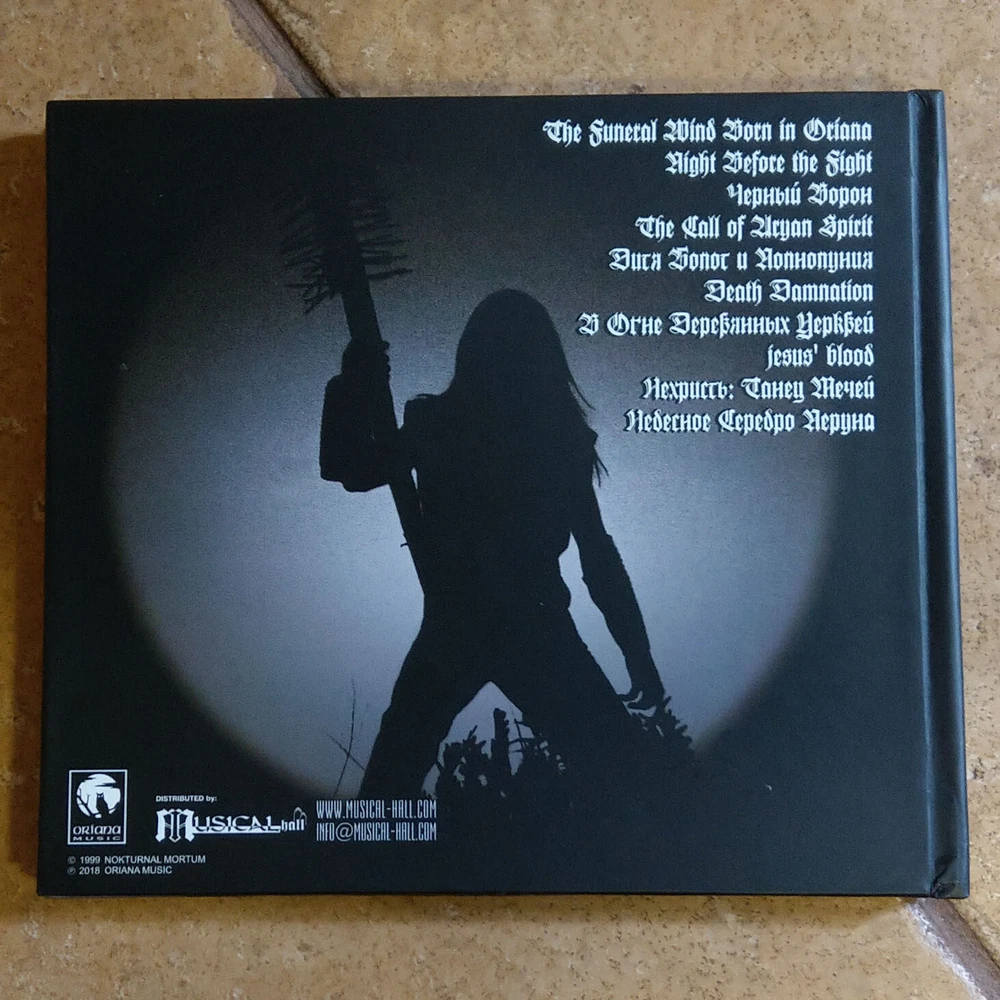 The Funeral Wind Born in Oriana
Night Before the Fight
Черный Ворон
The Call of Aryan Spirit
Дитя Болот и Полнолуния
Death Damnation
В Огне Деревянных Церквей
jesus' blood
Нехристь: Танец Мечей
Небесное Серебро Перуна
ORIANA
MUSIC
DISTRIBUTED by:
MUSICAL hall
WWW.MUSICAL-HALL.COM
INFO@MUSICAL-HALL.COM
© 1999 NOKTURNAL MORTUM
℗ 2018 ORIANA MUSIC